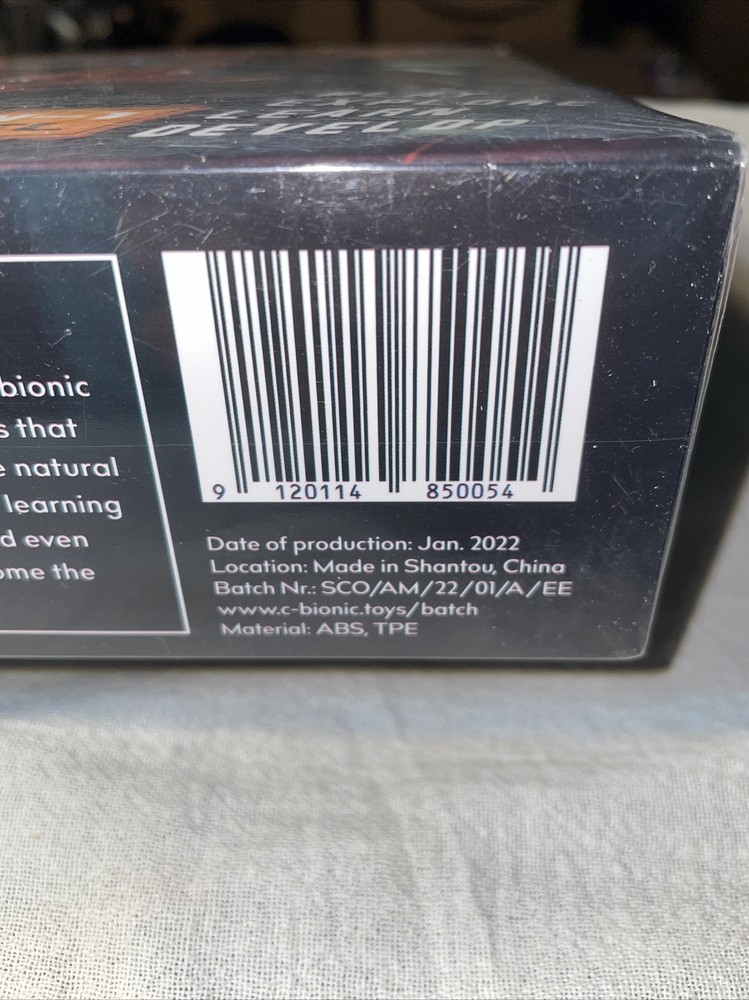 LEARN
DEVELOP
bionic
s that
e natural
learning
d even
ome the
9 120114 850054
Date of production: Jan. 2022
Location: Made in Shantou, China
Batch Nr.: SCO/AM/22/01/A/EE
www.c-bionic.toys/batch
Material: ABS, TPE